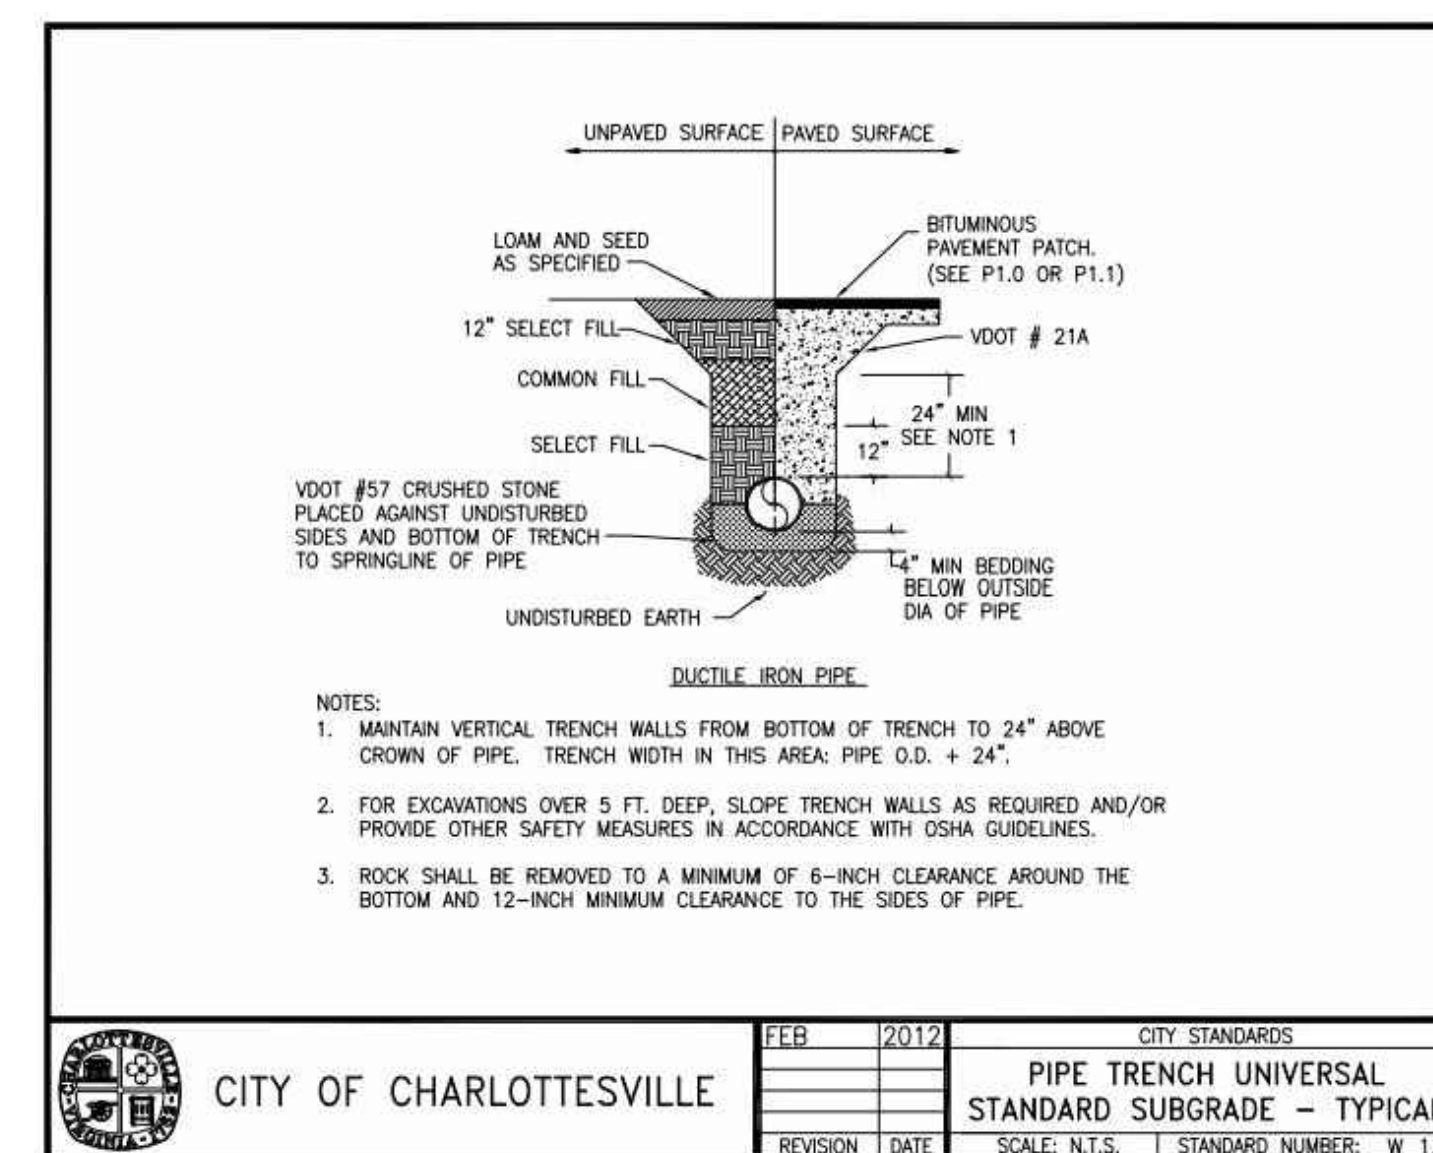 UNPAVED SURFACE
PAVED SURFACE
LOAM AND SEED
AS SPECIFIED
BITUMINOUS
PAVEMENT PATCH.
(SEE P1.0 OR P1.1)
12" SELECT FILL
VDOT # 21A
COMMON FILL
24" MIN
SEE NOTE 1
SELECT FILL
12"
VDOT #57 CRUSHED STONE
PLACED AGAINST UNDISTURBED
SIDES AND BOTTOM OF TRENCH
TO SPRINGLINE OF PIPE
4" MIN BEDDING
BELOW OUTSIDE
DIA OF PIPE
UNDISTURBED EARTH
DUCTILE IRON PIPE
NOTES:
1. MAINTAIN VERTICAL TRENCH WALLS FROM BOTTOM OF TRENCH TO 24" ABOVE
CROWN OF PIPE. TRENCH WIDTH IN THIS AREA: PIPE O.D. + 24".
2. FOR EXCAVATIONS OVER 5 FT. DEEP, SLOPE TRENCH WALLS AS REQUIRED AND/OR
PROVIDE OTHER SAFETY MEASURES IN ACCORDANCE WITH OSHA GUIDELINES.
3. ROCK SHALL BE REMOVED TO A MINIMUM OF 6-INCH CLEARANCE AROUND THE
BOTTOM AND 12-INCH MINIMUM CLEARANCE TO THE SIDES OF PIPE.
CHARLOTTESVILLE
VIRGINIA
CITY OF CHARLOTTESVILLE
FEB 2012
REVISION DATE
CITY STANDARDS
PIPE TRENCH UNIVERSAL
STANDARD SUBGRADE - TYPICAL
SCALE: N.T.S. STANDARD NUMBER: W 1.